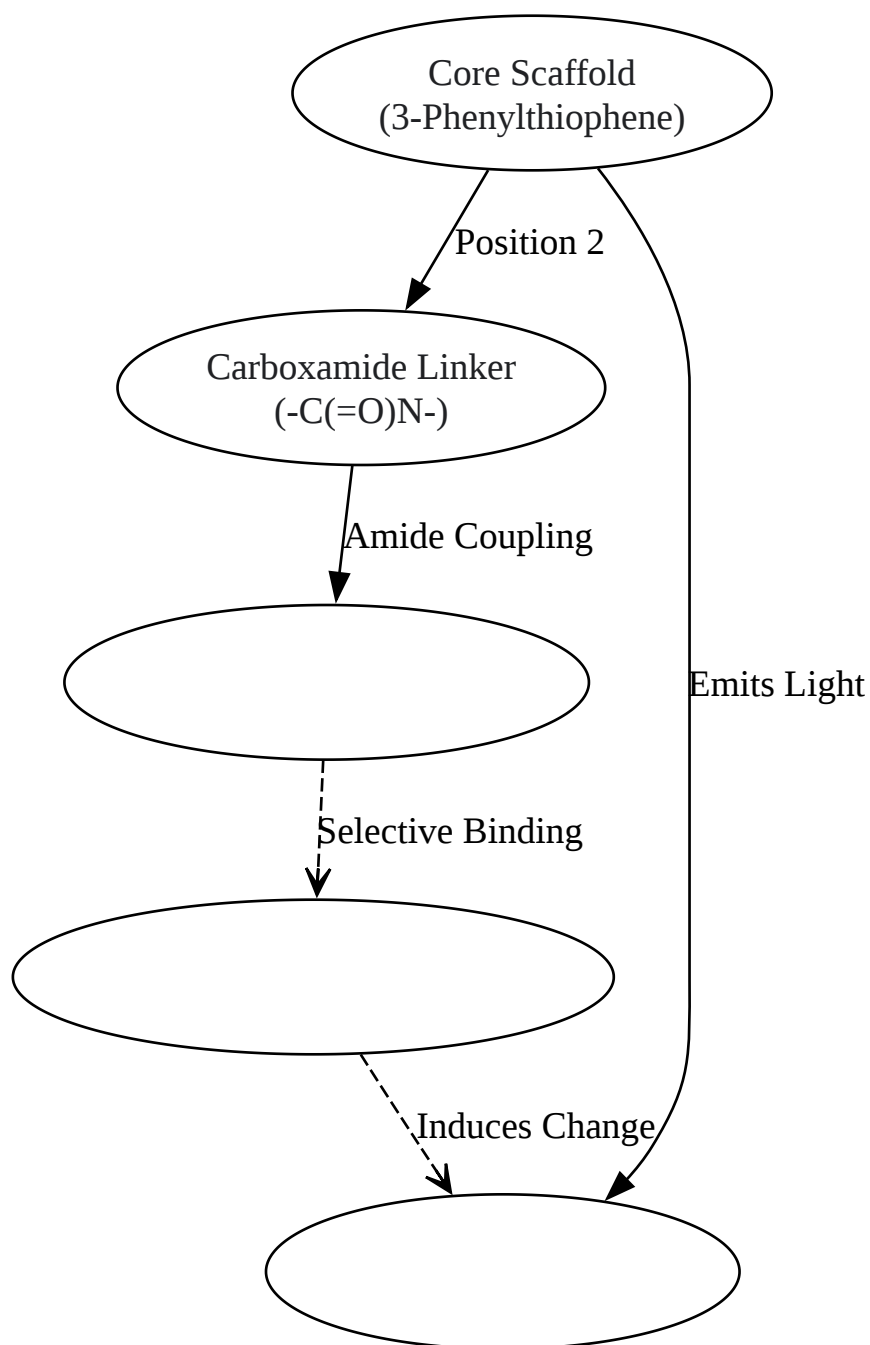 Core Scaffold
(3-Phenylthiophene)
Position 2
Carboxamide Linker
(-C(=O)N-)
Amide Coupling
Emits Light
Selective Binding
Induces Change